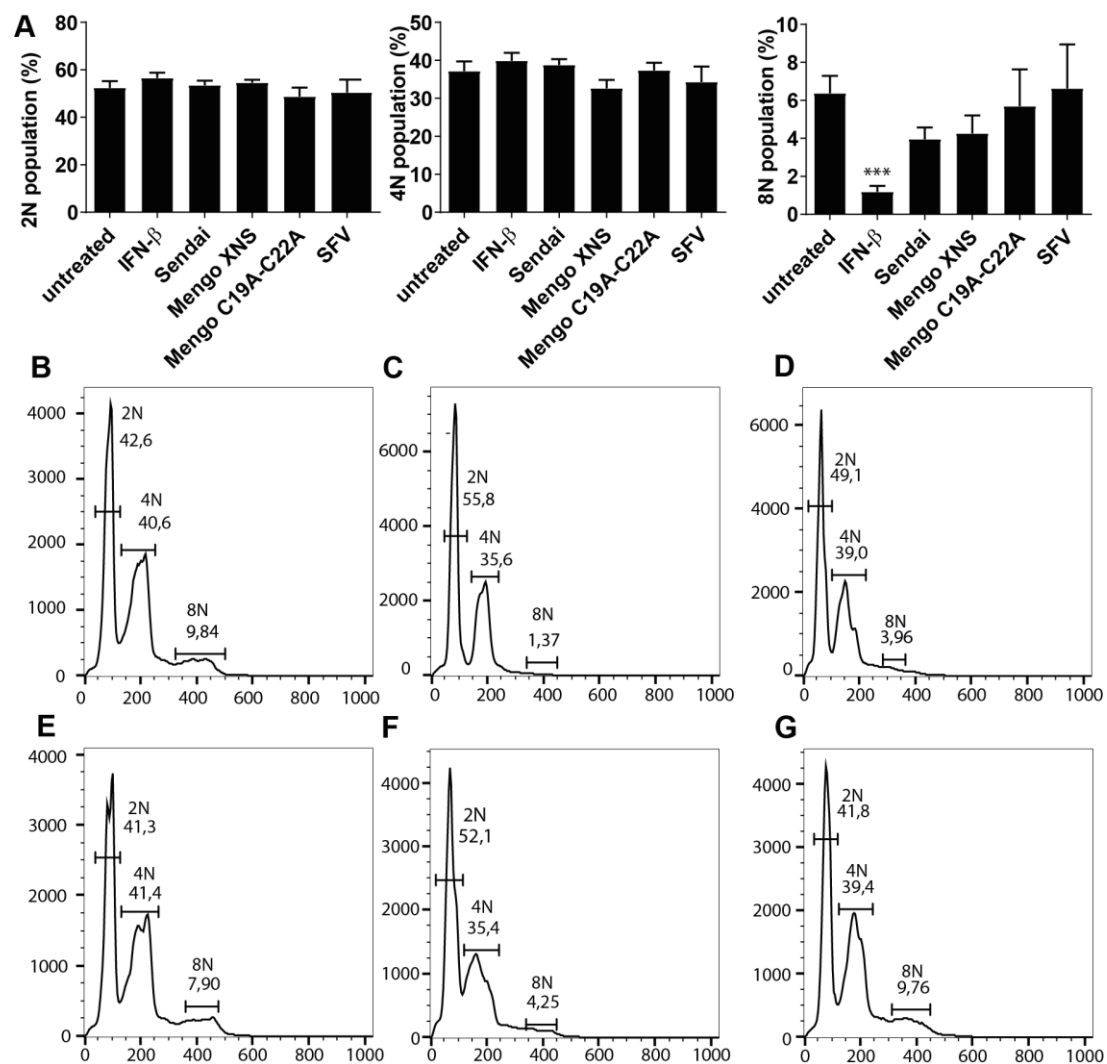 A
2N population (%)
80
60
40
20
0
untreated
IFN-β
Sendai
Mengo XNS
Mengo C19A-C22A
SFV
4N population (%)
50
40
30
20
10
0
untreated
IFN-β
Sendai
Mengo XNS
Mengo C19A-C22A
SFV
8N population (%)
10
8
6
4
2
0
***
untreated
IFN-β
Sendai
Mengo XNS
Mengo C19A-C22A
SFV
B
4000
3000
2000
1000
0
2N
42,6
4N
40,6
8N
9,84
0 200 400 600 800 1000
C
6000
4000
2000
0
2N
55,8
4N
35,6
8N
1,37
0 200 400 600 800 1000
D
6000
4000
2000
0
2N
49,1
4N
39,0
8N
3,96
0 200 400 600 800 1000
E
4000
3000
2000
1000
0
2N
41,3
4N
41,4
8N
7,90
0 200 400 600 800 1000
F
4000
3000
2000
1000
0
2N
52,1
4N
35,4
8N
4,25
0 200 400 600 800 1000
G
4000
3000
2000
1000
0
2N
41,8
4N
39,4
8N
9,76
0 200 400 600 800 1000